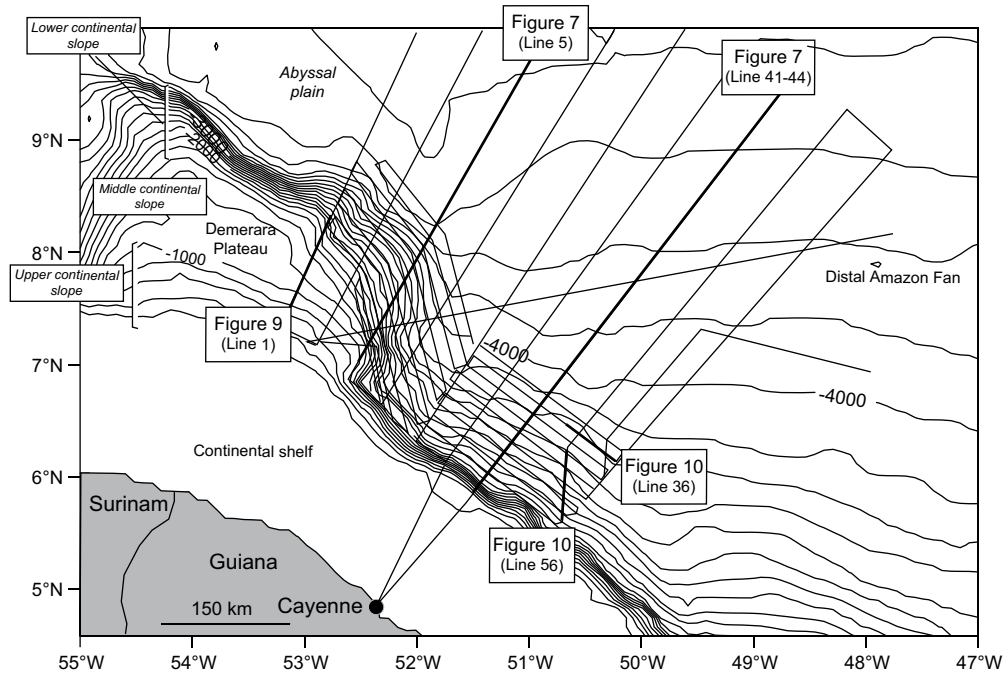 Lower continental
slope
Abyssal
plain
Figure 7
(Line 5)
Figure 7
(Line 41-44)
9°N
Middle continental
slope
Demerara
Plateau
8°N
-1000
Upper continental
slope
Distal Amazon Fan
Figure 9
(Line 1)
7°N
-4000
-4000
Continental shelf
6°N
Figure 10
(Line 36)
Surinam
Figure 10
(Line 56)
Guiana
5°N
150 km
Cayenne
55°W
54°W
53°W
52°W
51°W
50°W
49°W
48°W
47°W